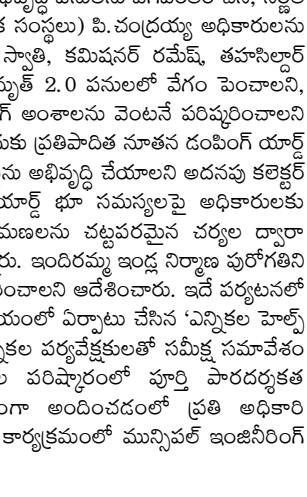 క సంస్థలు) పి.చంద్రయ్య అధికారులను
స్వాతి, కమిషనర్ రమేష్, తహసిల్దార్
మృత్ 2.0 పనులలో వేగం పెంచాలని,
గ్ అంశాలను వెంటనే పరిష్కరించాలని
దుకు ప్రతిపాదిత నూతన డంపింగ్ యార్డ్
ను అభివృద్ధి చేయాలని అదనపు కలెక్టర్
యార్డ్ భూ సమస్యలపై అధికారులకు
మణలను చట్టపరమైన చర్యల ద్వారా
రు. ఇందిరమ్మ ఇండ్ల నిర్మాణ పురోగతిని
ంచాలని ఆదేశించారు. ఇదే పర్యటనలో
యంలో ఏర్పాటు చేసిన ‘ఎన్నికల హెల్ప్
్నికల పర్యవేక్షకులతో సమీక్ష సమావేశం
ల పరిష్కారంలో పూర్తి పారదర్శకత
ంగా అందించడంలో ప్రతి అధికారి
కార్యక్రమంలో మున్సిపల్ ఇంజినీరింగ్